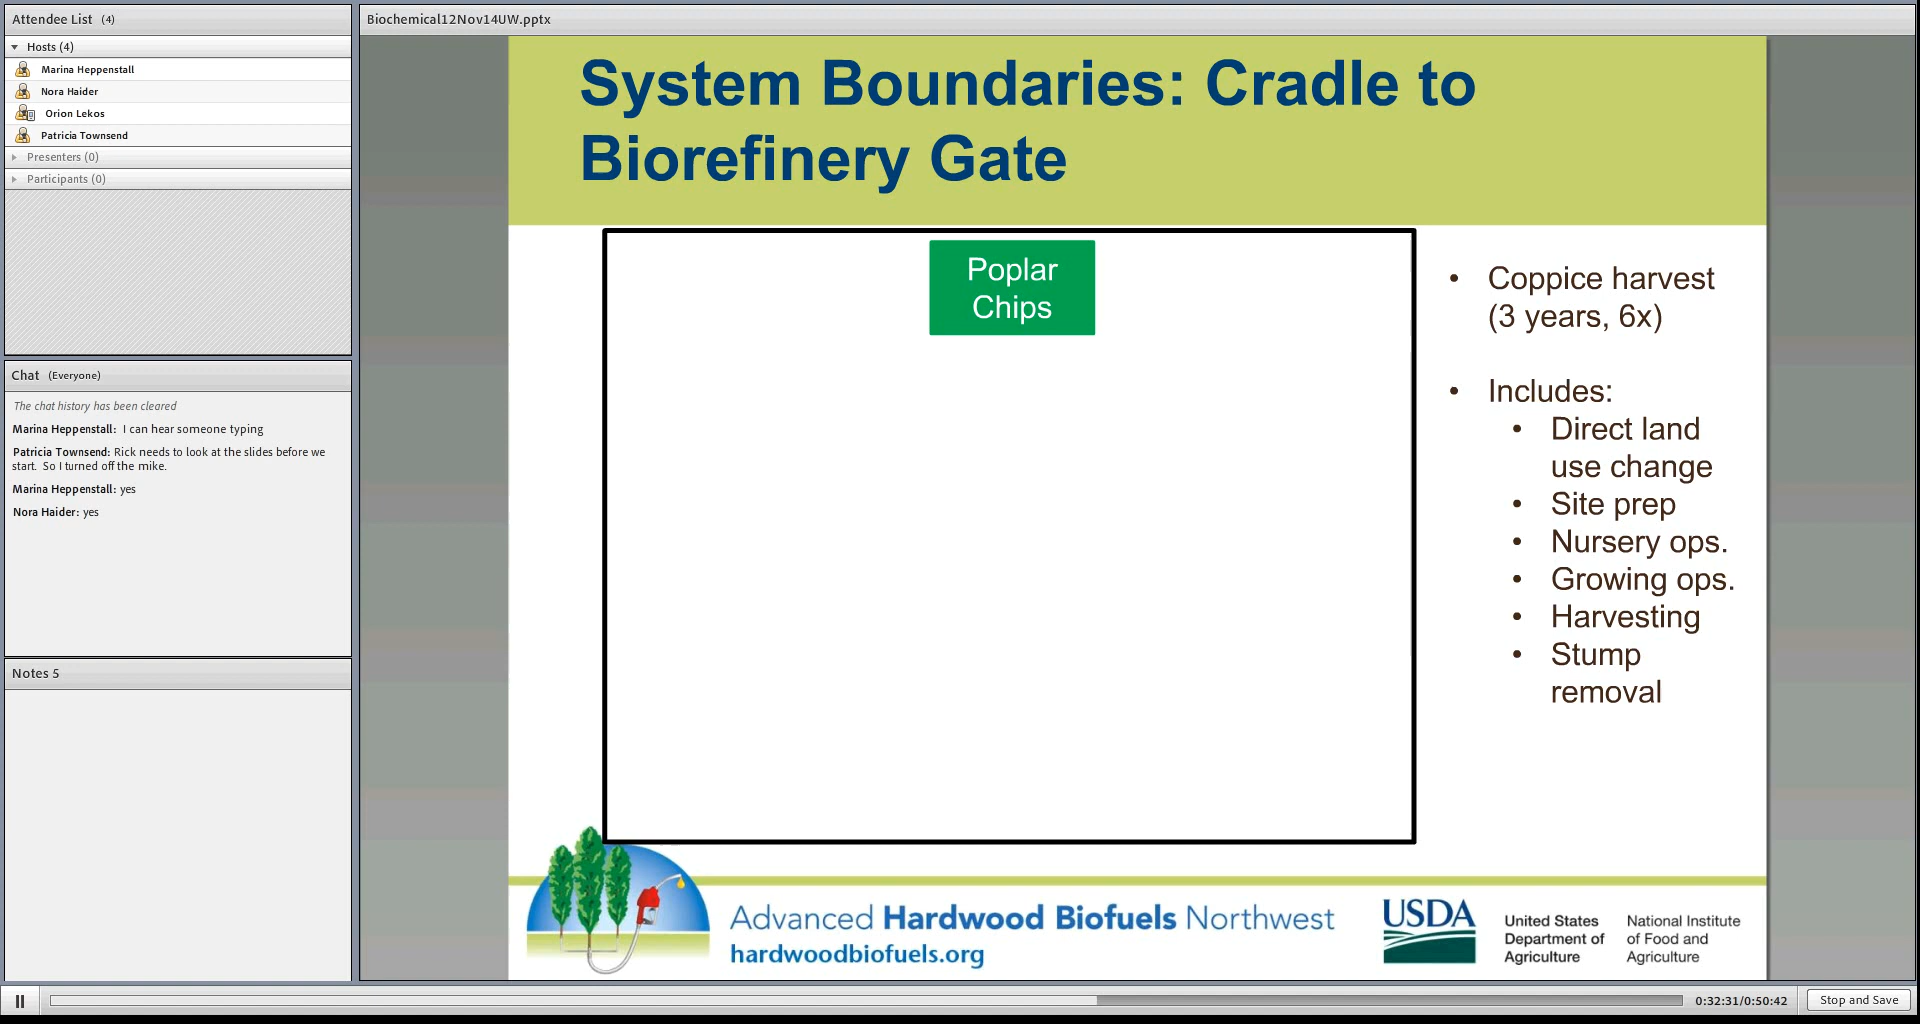 Attendee List (4)
Hosts (4)
Marina Heppenstall
Nora Haider
Orion Lekos
Patricia Townsend
Presenters (0)
Participants (0)
Chat (Everyone)
The chat history has been cleared
Marina Heppenstall: I can hear someone typing
Patricia Townsend: Rick needs to look at the slides before we
start. So I turned off the mike.
Marina Heppenstall: yes
Nora Haider: yes
Notes 5
Biochemical12Nov14UW.pptx
System Boundaries: Cradle to
Biorefinery Gate
Poplar
Chips
• Coppice harvest
(3 years, 6x)
• Includes:
• Direct land
use change
• Site prep
• Nursery ops.
• Growing ops.
• Harvesting
• Stump
removal
Advanced Hardwood Biofuels Northwest
hardwoodbiofuels.org
USDA
United States
Department of
Agriculture
National Institute
of Food and
Agriculture
0:32:31/0:50:42
Stop and Save